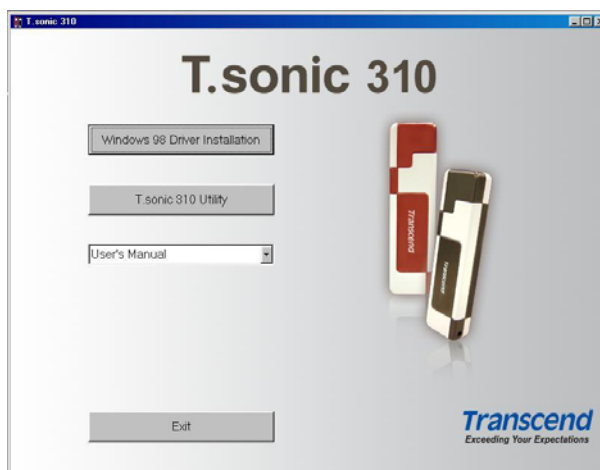 T.sonic 310
T.sonic 310
Windows 98 Driver Installation
T.sonic 310 Utility
User's Manual
Exit
Transcend
Transcend
Transcend
Exceeding Your Expectations